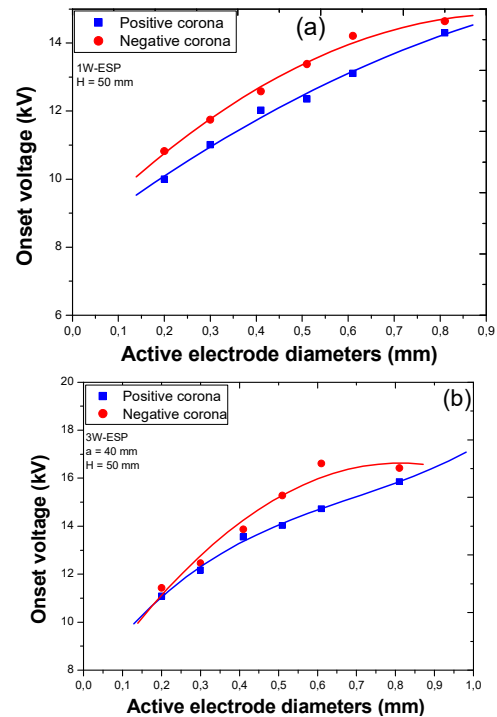 (a)
Positive corona
Negative corona
1W-ESP
H = 50 mm
Onset voltage (kV)
14
12
10
8
6
0,0 0,1 0,2 0,3 0,4 0,5 0,6 0,7 0,8 0,9
Active electrode diameters (mm)
(b)
Positive corona
Negative corona
3W-ESP
a = 40 mm
H = 50 mm
Onset voltage (kV)
20
18
16
14
12
10
8
0,0 0,1 0,2 0,3 0,4 0,5 0,6 0,7 0,8 0,9 1,0
Active electrode diameters (mm)